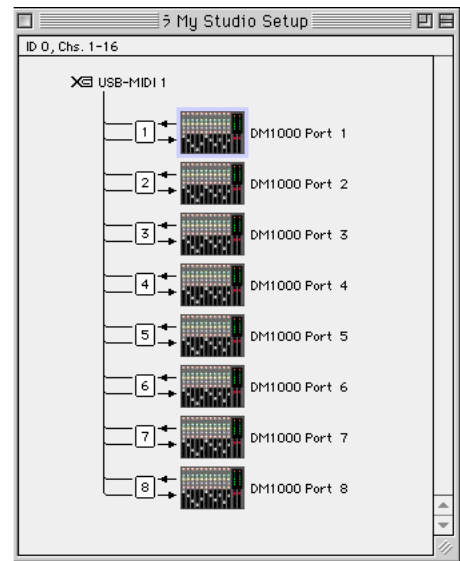 My Studio Setup
ID 0, Chs. 1-16
USB-MIDI 1
1 DM1000 Port 1
2 DM1000 Port 2
3 DM1000 Port 3
4 DM1000 Port 4
5 DM1000 Port 5
6 DM1000 Port 6
7 DM1000 Port 7
8 DM1000 Port 8